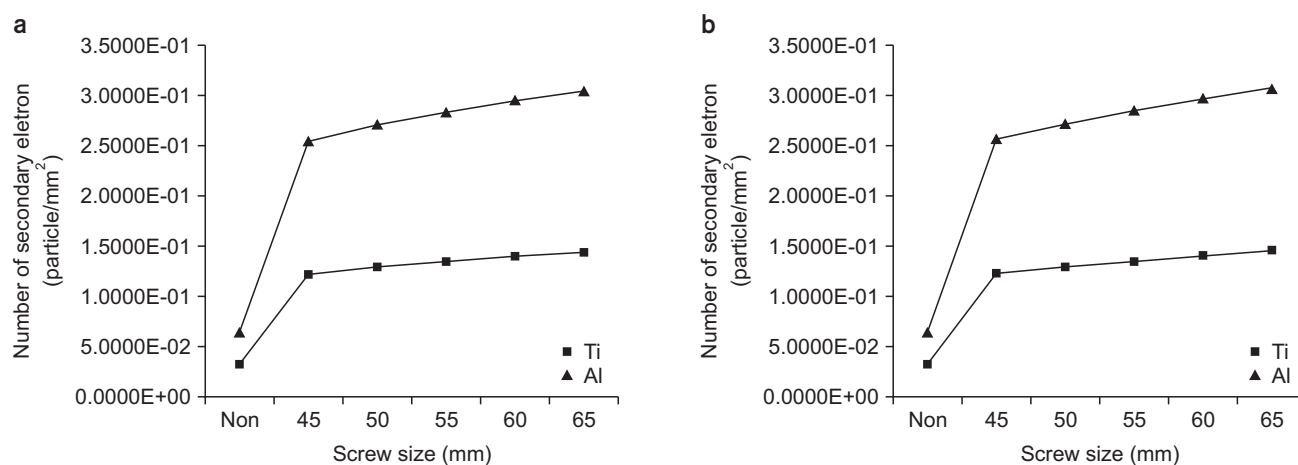 a
3.5000E-01
3.0000E-01
2.5000E-01
2.0000E-01
1.5000E-01
1.0000E-01
5.0000E-02
0.0000E+00
Number of secondary eletron
(particle/mm²)
Ti
Al
Non 45 50 55 60 65
Screw size (mm)
b
3.5000E-01
3.0000E-01
2.5000E-01
2.0000E-01
1.5000E-01
1.0000E-01
5.0000E-02
0.0000E+00
Number of secondary eletron
(particle/mm²)
Ti
Al
Non 45 50 55 60 65
Screw size (mm)